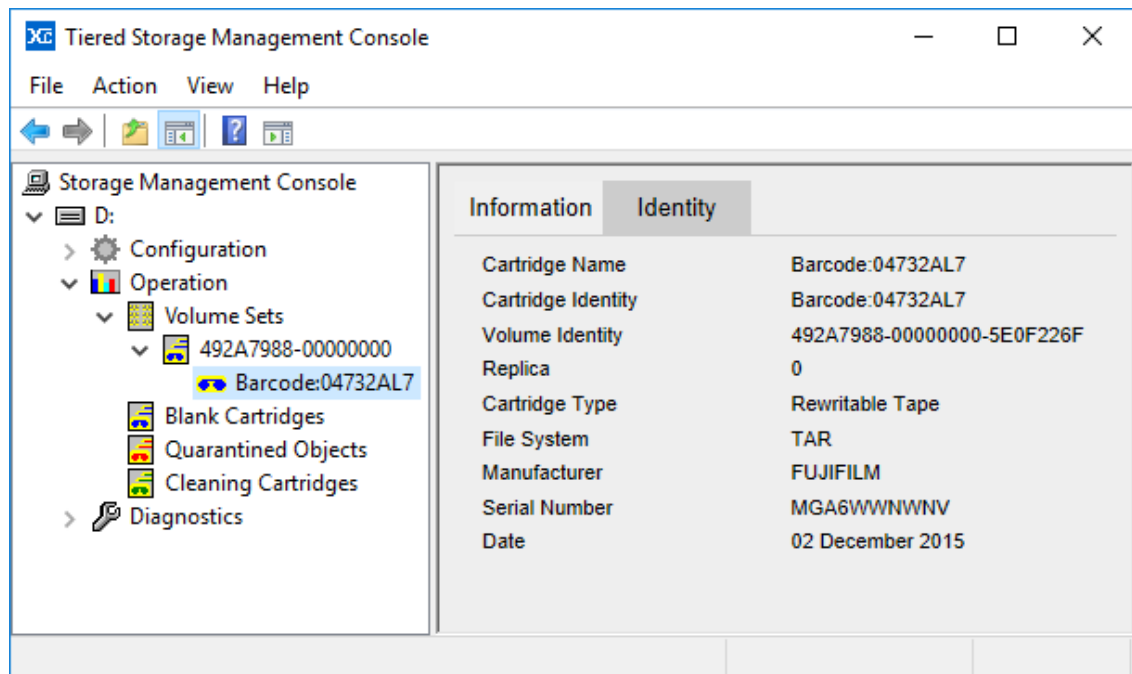 Tiered Storage Management Console
File Action View Help
Storage Management Console
D:
Configuration
Operation
Volume Sets
492A7988-00000000
Barcode:04732AL7
Blank Cartridges
Quarantined Objects
Cleaning Cartridges
Diagnostics
Information Identity
Cartridge Name Barcode:04732AL7
Cartridge Identity Barcode:04732AL7
Volume Identity 492A7988-00000000-5E0F226F
Replica 0
Cartridge Type Rewritable Tape
File System TAR
Manufacturer FUJIFILM
Serial Number MGA6WWNWNV
Date 02 December 2015